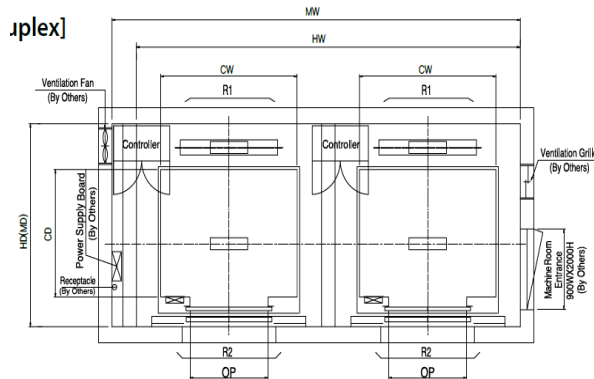 uplex]
MW
HW
CW
CW
R1
R1
Ventilation Fan
(By Others)
Controller
Controller
Ventilation Grille
(By Others)
HD(MD)
CD
Power Supply Board
(By Others)
Receptacle
(By Others)
Machine Room
Entrance
900WX2000H
(By Others)
R2
R2
OP
OP